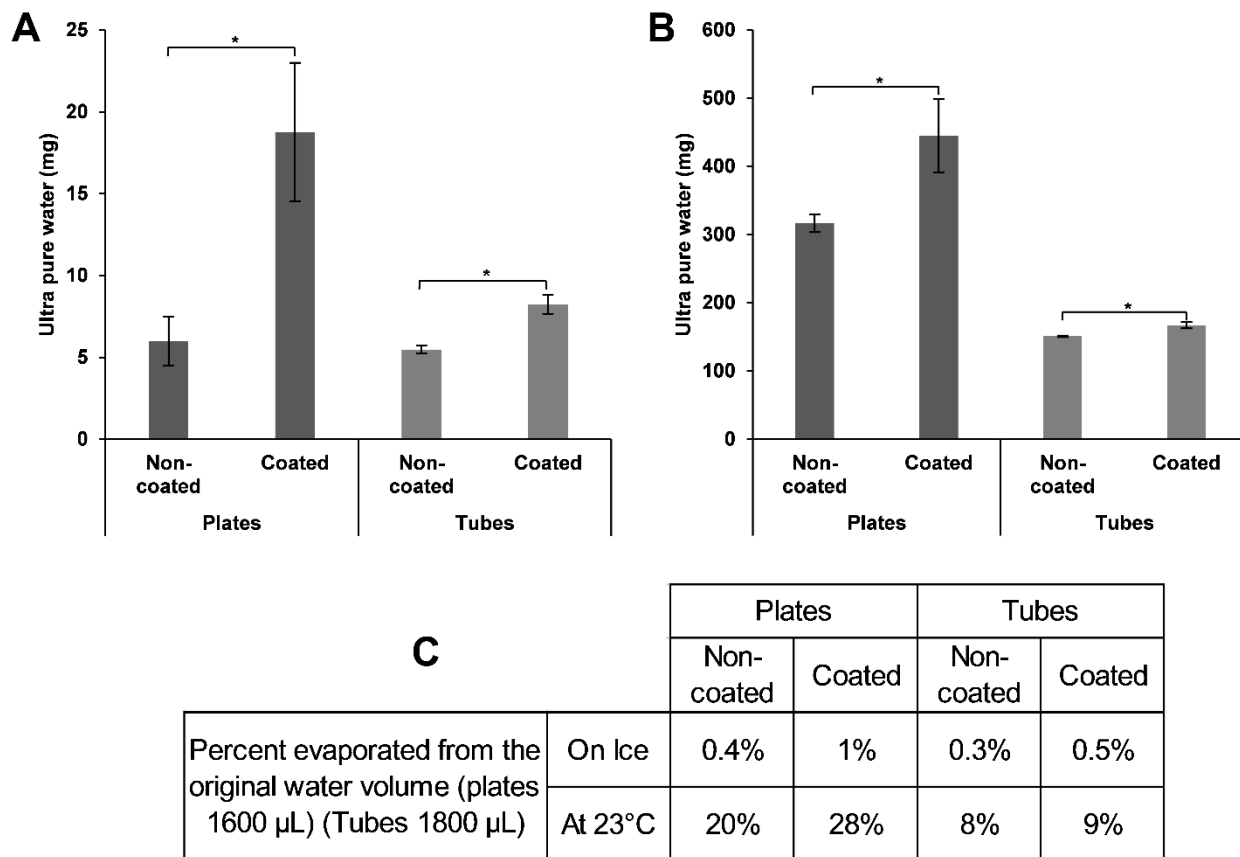 A
25
20
15
10
5
0
Ultra pure water (mg)
*
*
Non-
coated
Coated
Non-
coated
Coated
Plates
Tubes
B
600
500
400
300
200
100
0
Ultra pure water (mg)
*
*
Non-
coated
Coated
Non-
coated
Coated
Plates
Tubes
C
Plates
Tubes
Non-
coated
Coated
Non-
coated
Coated
Percent evaporated from the
original water volume (plates
1600 µL) (Tubes 1800 µL)
On Ice
0.4%
1%
0.3%
0.5%
At 23°C
20%
28%
8%
9%